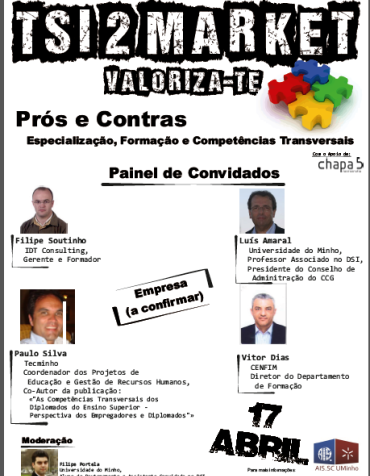 TSI2MARKET
VALORIZA-TE
Prós e Contras
Especialização, Formação e Competências Transversais
Com o Apoio de:
chapa5
Painel de Convidados
Filipe Soutinho
IDT Consulting,
Gerente e Formador
Luís Amaral
Universidade do Minho,
Professor Associado no DSI,
Presidente do Conselho de
Adminitração do CCG
Empresa
(a confirmar)
Paulo Silva
Tecminho
Coordenador dos Projetos de
Educação e Gestão de Recursos Humanos,
Co-Autor da publicação:
«"As Competências Transversais dos
Diplomados do Ensino Superior -
Perspectiva dos Empregadores e Diplomados"»
Vitor Dias
CENFIM
Diretor do Departamento
de Formação
17
ABRIL
AIS.SC UMinho
Moderação
Filipe Portela
Universidade do Minho,
Para mais informações